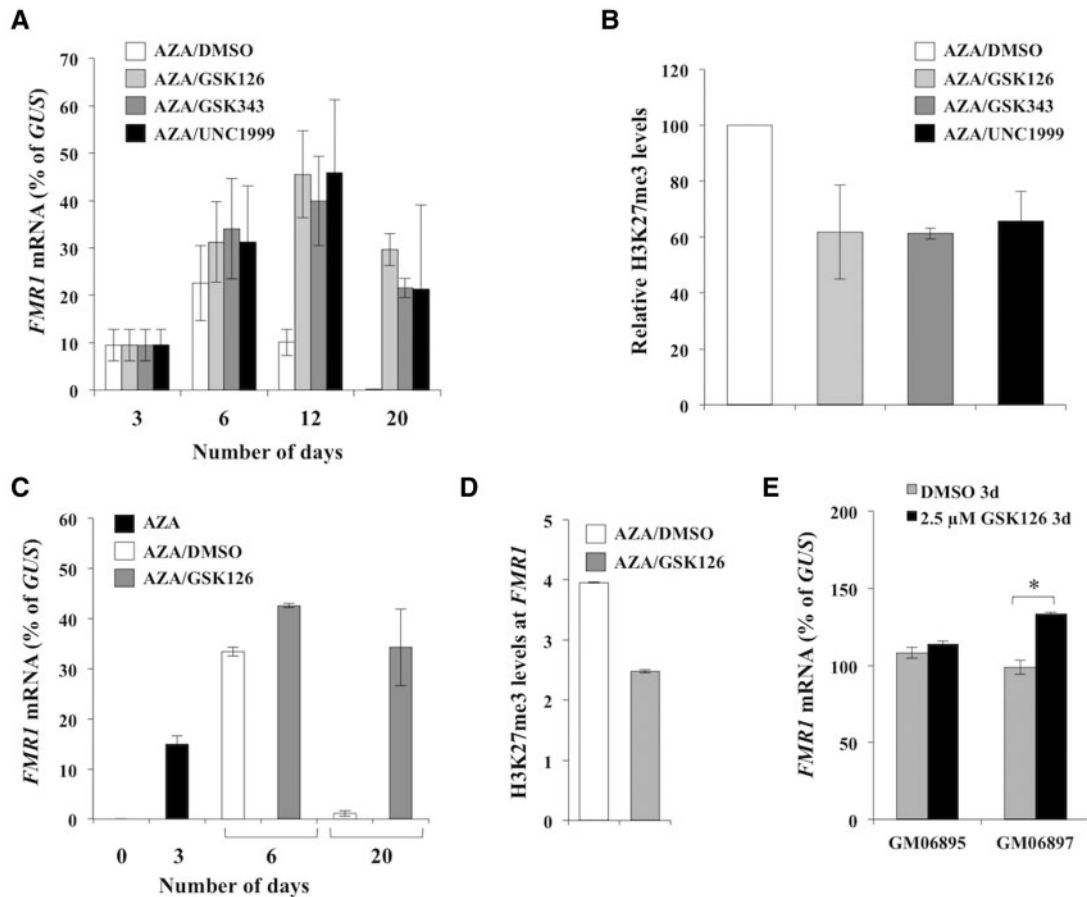 A
AZA/DMSO
AZA/GSK126
AZA/GSK343
AZA/UNC1999
FMR1 mRNA (% of GUS)
70
60
50
40
30
20
10
0
3 6 12 20
Number of days
B
AZA/DMSO
AZA/GSK126
AZA/GSK343
AZA/UNC1999
Relative H3K27me3 levels
120
100
80
60
40
20
0
C
AZA
AZA/DMSO
AZA/GSK126
FMR1 mRNA (% of GUS)
60
50
40
30
20
10
0
0 3 6 20
Number of days
D
AZA/DMSO
AZA/GSK126
H3K27me3 levels at FMR1
5
4
3
2
1
0
E
DMSO 3d
2.5 µM GSK126 3d
FMR1 mRNA (% of GUS)
200
150
100
50
0
*
GM06895 GM06897